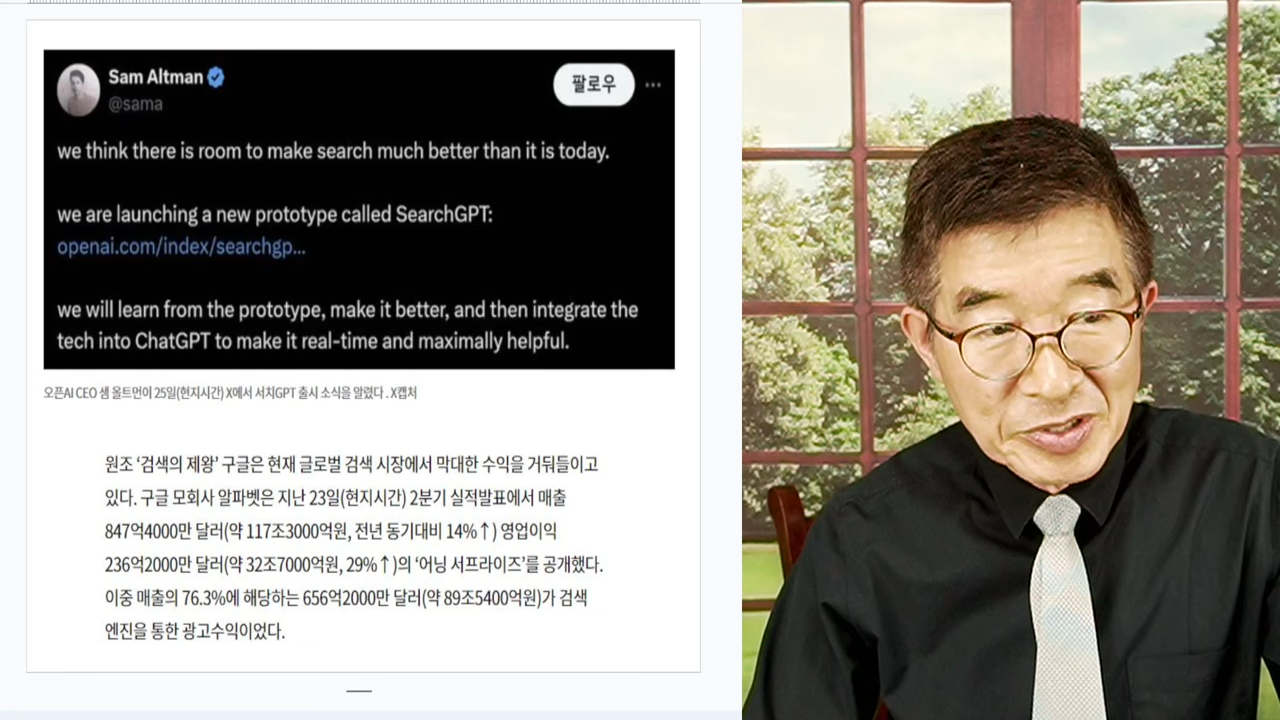 Sam Altman
@sama
팔로우
we think there is room to make search much better than it is today.
we are launching a new prototype called SearchGPT:
openai.com/index/searchgp...
we will learn from the prototype, make it better, and then integrate the
tech into ChatGPT to make it real-time and maximally helpful.
오픈AI CEO 샘 올트먼이 25일(현지시간) X에서 서치GPT 출시 소식을 알렸다 . X캡처
원조 ‘검색의 제왕’ 구글은 현재 글로벌 검색 시장에서 막대한 수익을 거둬들이고
있다. 구글 모회사 알파벳은 지난 23일(현지시간) 2분기 실적발표에서 매출
847억4000만 달러(약 117조3000억원, 전년 동기대비 14%↑) 영업이익
236억2000만 달러(약 32조7000억원, 29%↑)의 ‘어닝 서프라이즈’를 공개했다.
이중 매출의 76.3%에 해당하는 656억2000만 달러(약 89조5400억원)가 검색
엔진을 통한 광고수익이었다.